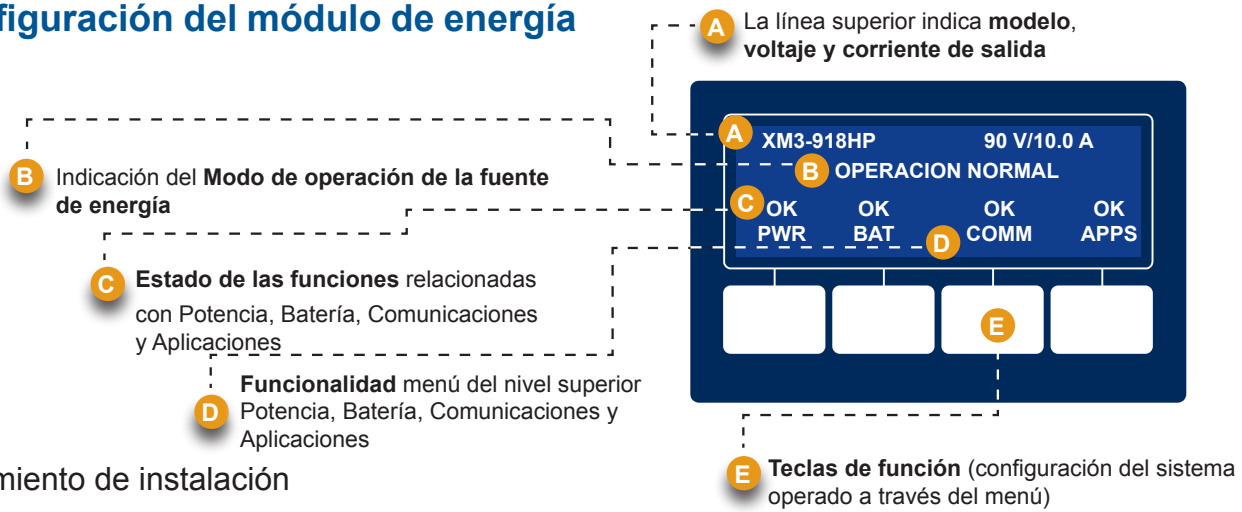 figuración del módulo de energía
A La línea superior indica modelo,
voltaje y corriente de salida
B Indicación del Modo de operación de la fuente
de energía
C Estado de las funciones relacionadas
con Potencia, Batería, Comunicaciones
y Aplicaciones
D Funcionalidad menú del nivel superior
Potencia, Batería, Comunicaciones y
Aplicaciones
A XM3-918HP 90 V/10.0 A
B OPERACION NORMAL
C OK OK OK OK
PWR BAT D COMM APPS
E
E Teclas de función (configuración del sistema
operado a través del menú)
miento de instalación